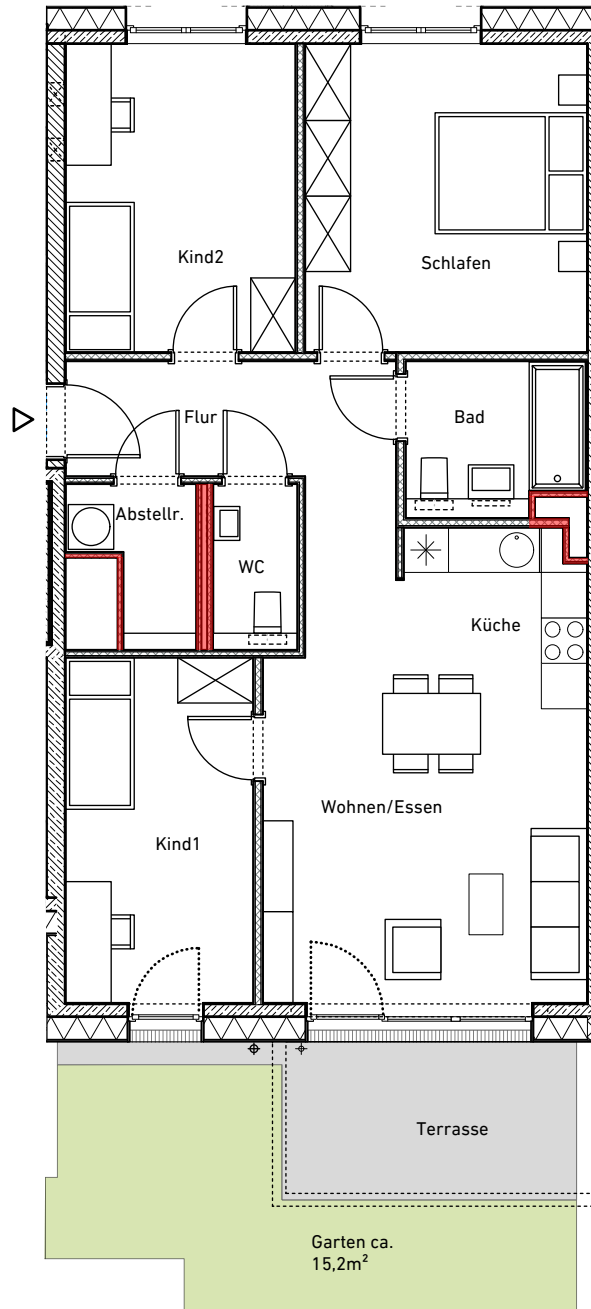 Kind2
Schlafen
Flur
Bad
Abstellr.
WC
Küche
Wohnen/Essen
Kind1
Terrasse
Garten ca.
15,2m²